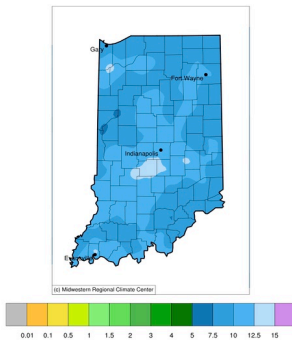 Gary
Fort Wayne
Indianapolis
(c) Midwestern Regional Climate Center
0.01 0.1 0.5 1 1.5 2 3 4 5 7.5 10 12.5 15